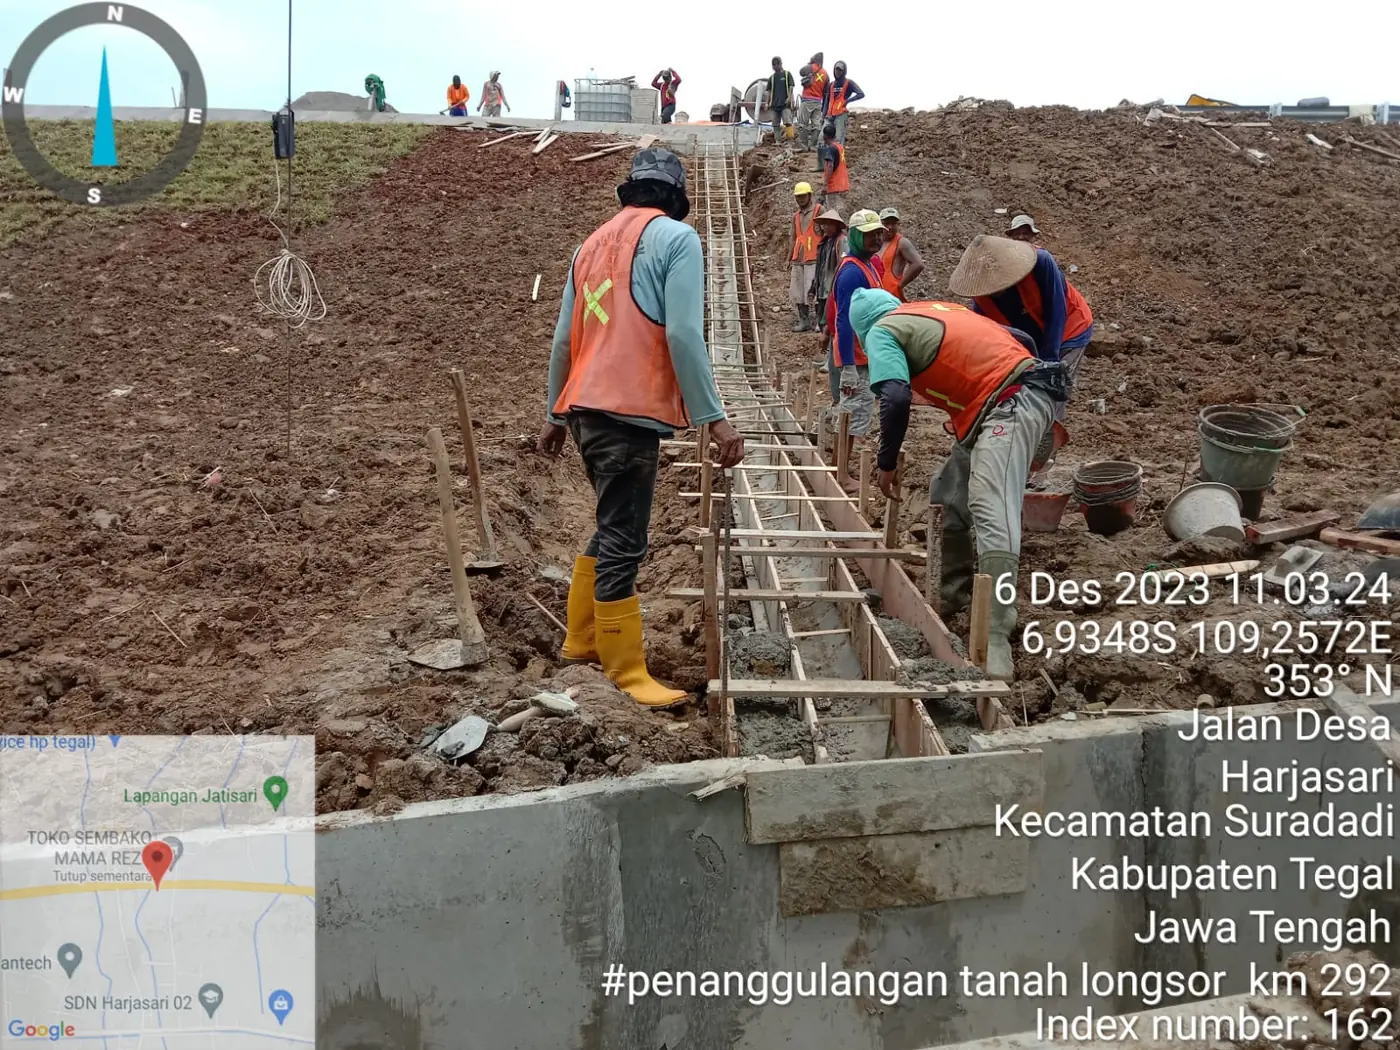 N
W
E
S
6 Des 2023 11.03.24
6,9348S 109,2572E
353° N
Jalan Desa
Harjasari
Kecamatan Suradadi
Kabupaten Tegal
Jawa Tengah
#penanggulangan tanah longsor km 292
Index number: 162
vice hp tegal)
Lapangan Jatisari
TOKO SEMBAKO
MAMA REZ
Tutup sementara
antech
SDN Harjasari 02
Google